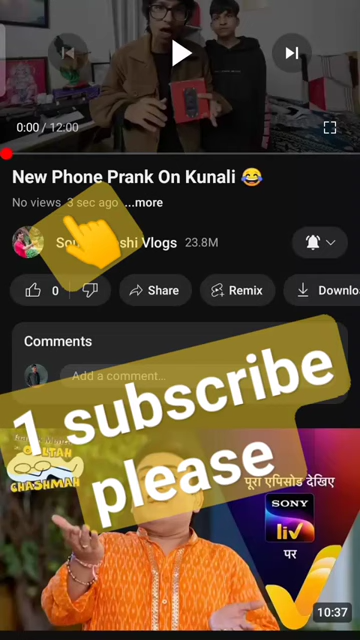 0:00 / 12:00
New Phone Prank On Kunali 😂
No views 3 sec ago ...more
Vlogs 23.8M
0
Share
Remix
Comments
Add a comment...
1 subscribe
please
CHASHMAH
पूरा एपिसोड देखिए
SONY
liv
पर
10:37